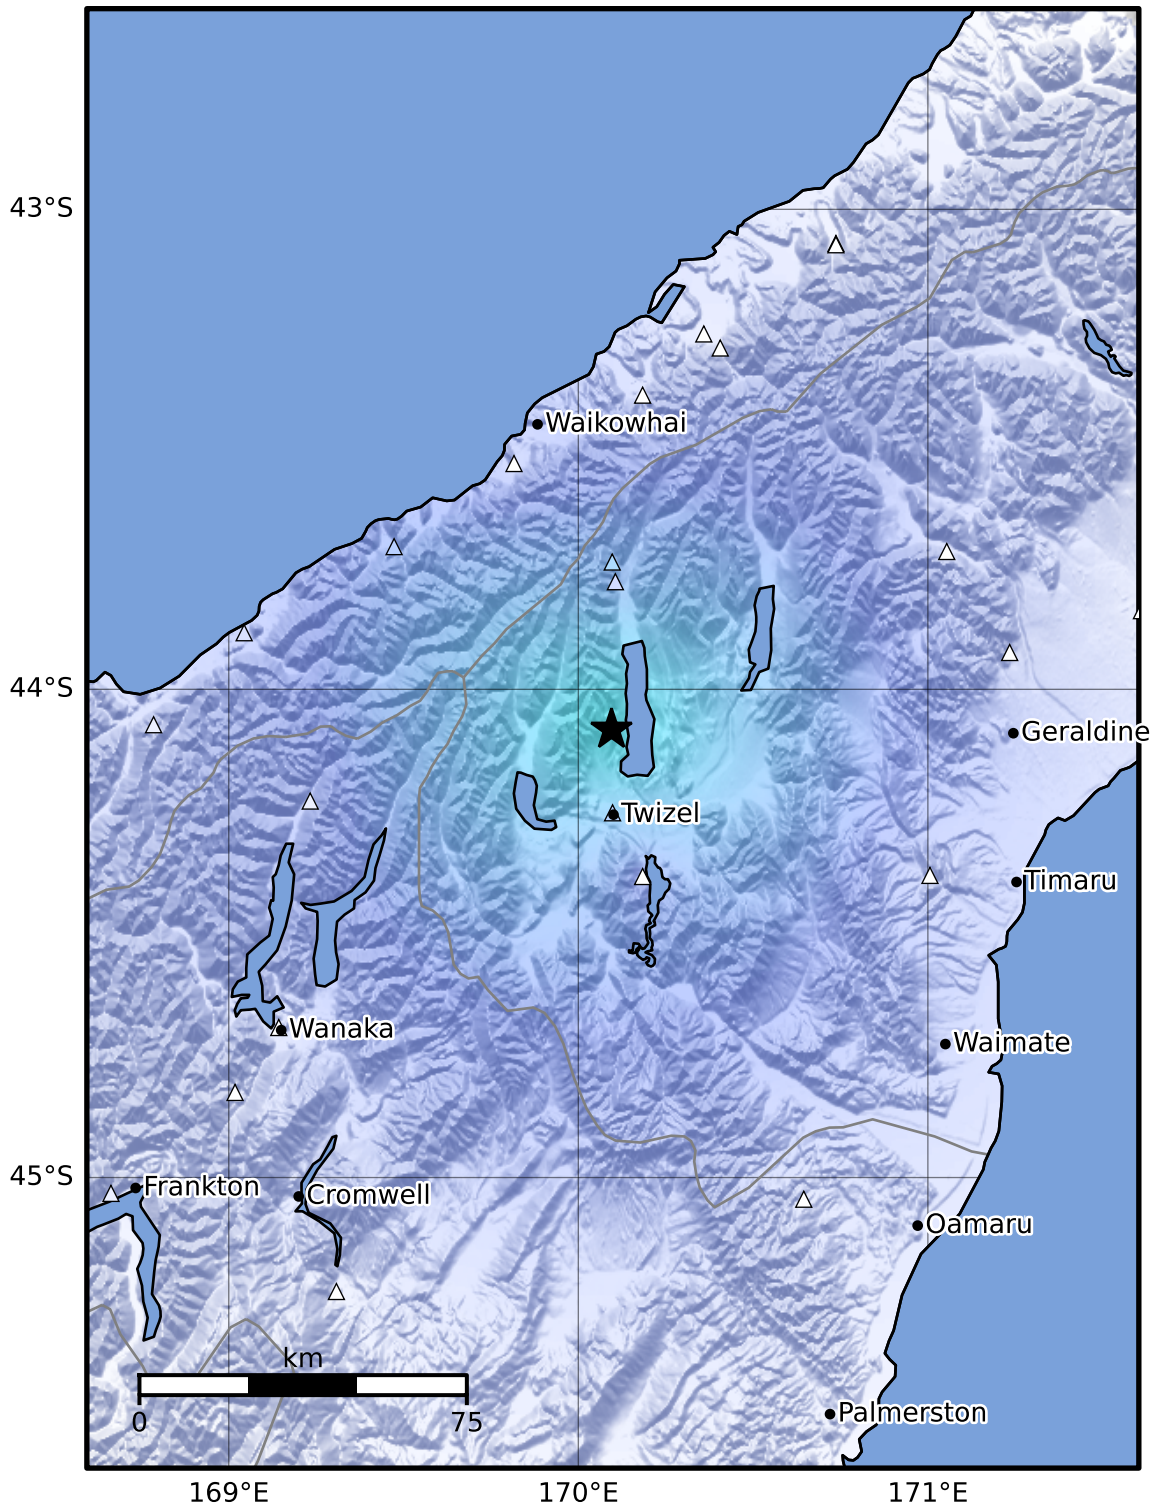 43°S
Waikowhai
44°S
Geraldine
Twizel
Timaru
Wanaka
Waimate
45°S
Frankton
Cromwell
Oamaru
km
0
75
Palmerston
169°E
170°E
171°E